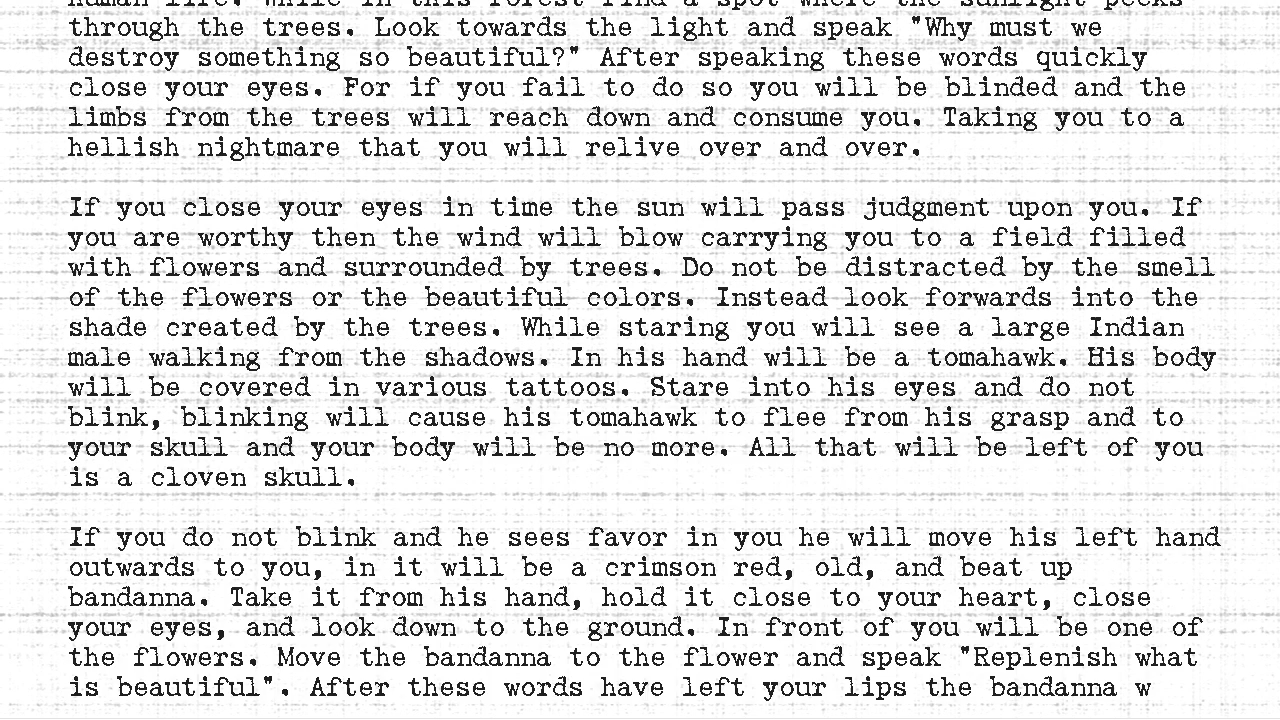 human life. While in this forest find a spot where the sunlight peeks
through the trees. Look towards the light and speak "Why must we
destroy something so beautiful?" After speaking these words quickly
close your eyes. For if you fail to do so you will be blinded and the
limbs from the trees will reach down and consume you. Taking you to a
hellish nightmare that you will relive over and over.
If you close your eyes in time the sun will pass judgment upon you. If
you are worthy then the wind will blow carrying you to a field filled
with flowers and surrounded by trees. Do not be distracted by the smell
of the flowers or the beautiful colors. Instead look forwards into the
shade created by the trees. While staring you will see a large Indian
male walking from the shadows. In his hand will be a tomahawk. His body
will be covered in various tattoos. Stare into his eyes and do not
blink, blinking will cause his tomahawk to flee from his grasp and to
your skull and your body will be no more. All that will be left of you
is a cloven skull.
If you do not blink and he sees favor in you he will move his left hand
outwards to you, in it will be a crimson red, old, and beat up
bandanna. Take it from his hand, hold it close to your heart, close
your eyes, and look down to the ground. In front of you will be one of
the flowers. Move the bandanna to the flower and speak "Replenish what
is beautiful". After these words have left your lips the bandanna w